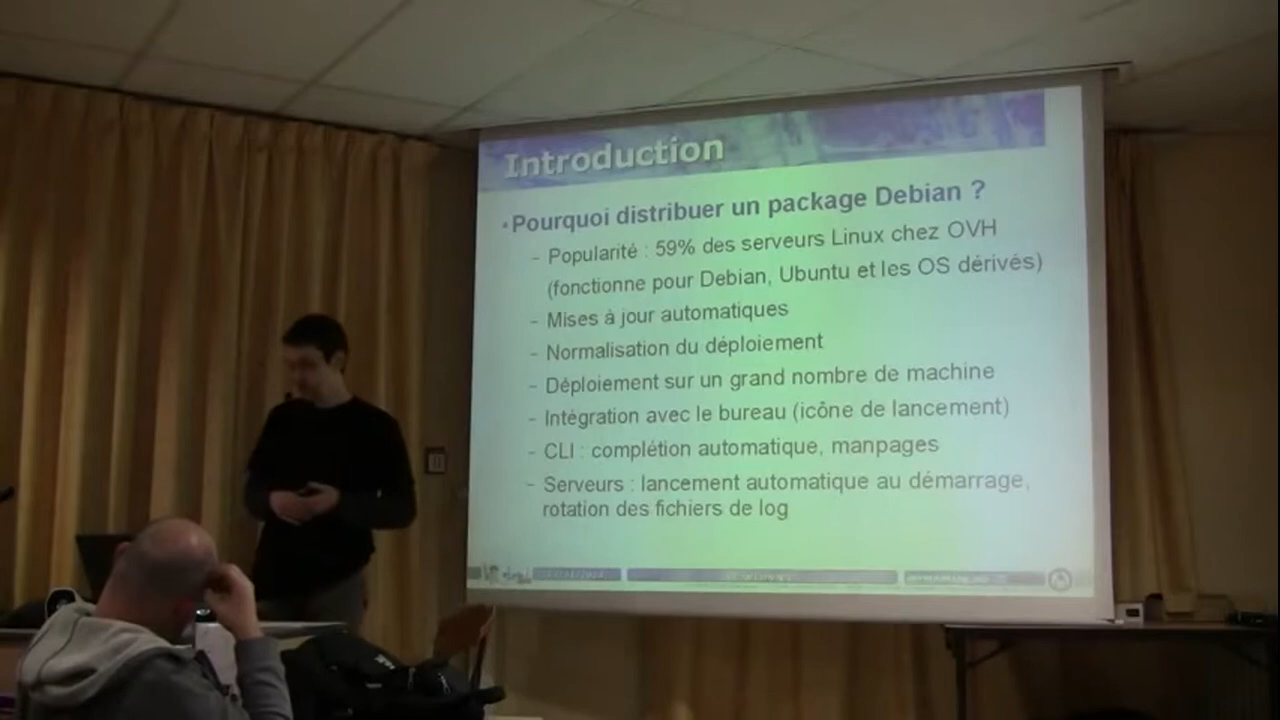 Introduction
•Pourquoi distribuer un package Debian ?
– Popularité : 59% des serveurs Linux chez OVH
(fonctionne pour Debian, Ubuntu et les OS dérivés)
– Mises à jour automatiques
– Normalisation du déploiement
– Déploiement sur un grand nombre de machine
– Intégration avec le bureau (icône de lancement)
– CLI : complétion automatique, manpages
– Serveurs : lancement automatique au démarrage,
rotation des fichiers de log